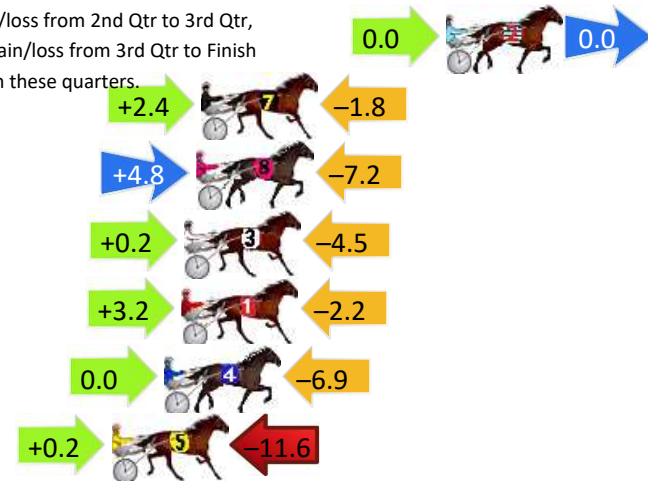 /loss from 2nd Qtr to 3rd Qtr,
ain/loss from 3rd Qtr to Finish
n these quarters.
0.0 2 0.0
+2.4 7 –1.8
+4.8 8 –7.2
+0.2 3 –4.5
+3.2 1 –2.2
0.0 4 –6.9
+0.2 5 –11.6